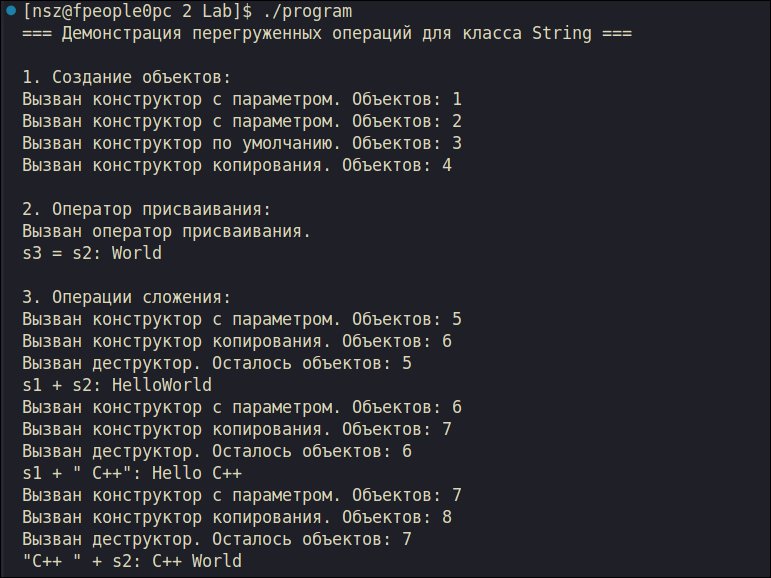 [nsz@fpeople0pc 2 Lab]$ ./program
=== Демонстрация перегруженных операций для класса String ===
1. Создание объектов:
Вызван конструктор с параметром. Объектов: 1
Вызван конструктор с параметром. Объектов: 2
Вызван конструктор по умолчанию. Объектов: 3
Вызван конструктор копирования. Объектов: 4
2. Оператор присваивания:
Вызван оператор присваивания.
s3 = s2: World
3. Операции сложения:
Вызван конструктор с параметром. Объектов: 5
Вызван конструктор копирования. Объектов: 6
Вызван деструктор. Осталось объектов: 5
s1 + s2: HelloWorld
Вызван конструктор с параметром. Объектов: 6
Вызван конструктор копирования. Объектов: 7
Вызван деструктор. Осталось объектов: 6
s1 + " C++": Hello C++
Вызван конструктор с параметром. Объектов: 7
Вызван конструктор копирования. Объектов: 8
Вызван деструктор. Осталось объектов: 7
"C++ " + s2: C++ World